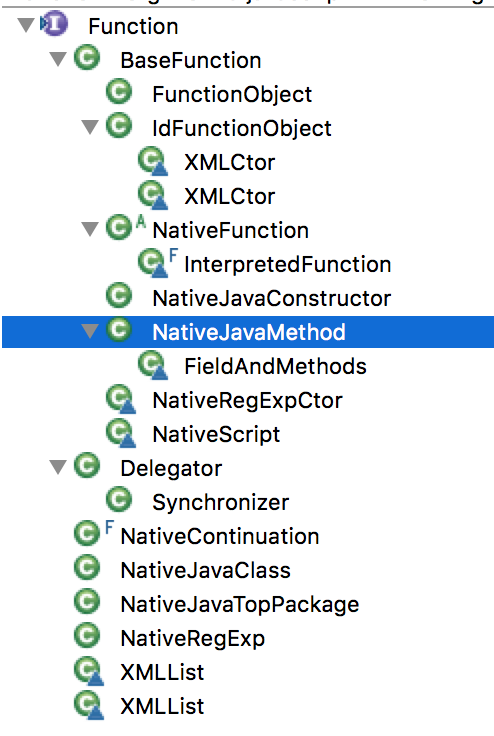 Function
BaseFunction
FunctionObject
IdFunctionObject
XMLCtor
XMLCtor
NativeFunction
InterpretedFunction
NativeJavaConstructor
NativeJavaMethod
FieldAndMethods
NativeRegExpCtor
NativeScript
Delegator
Synchronizer
NativeContinuation
NativeJavaClass
NativeJavaTopPackage
NativeRegExp
XMLList
XMLList